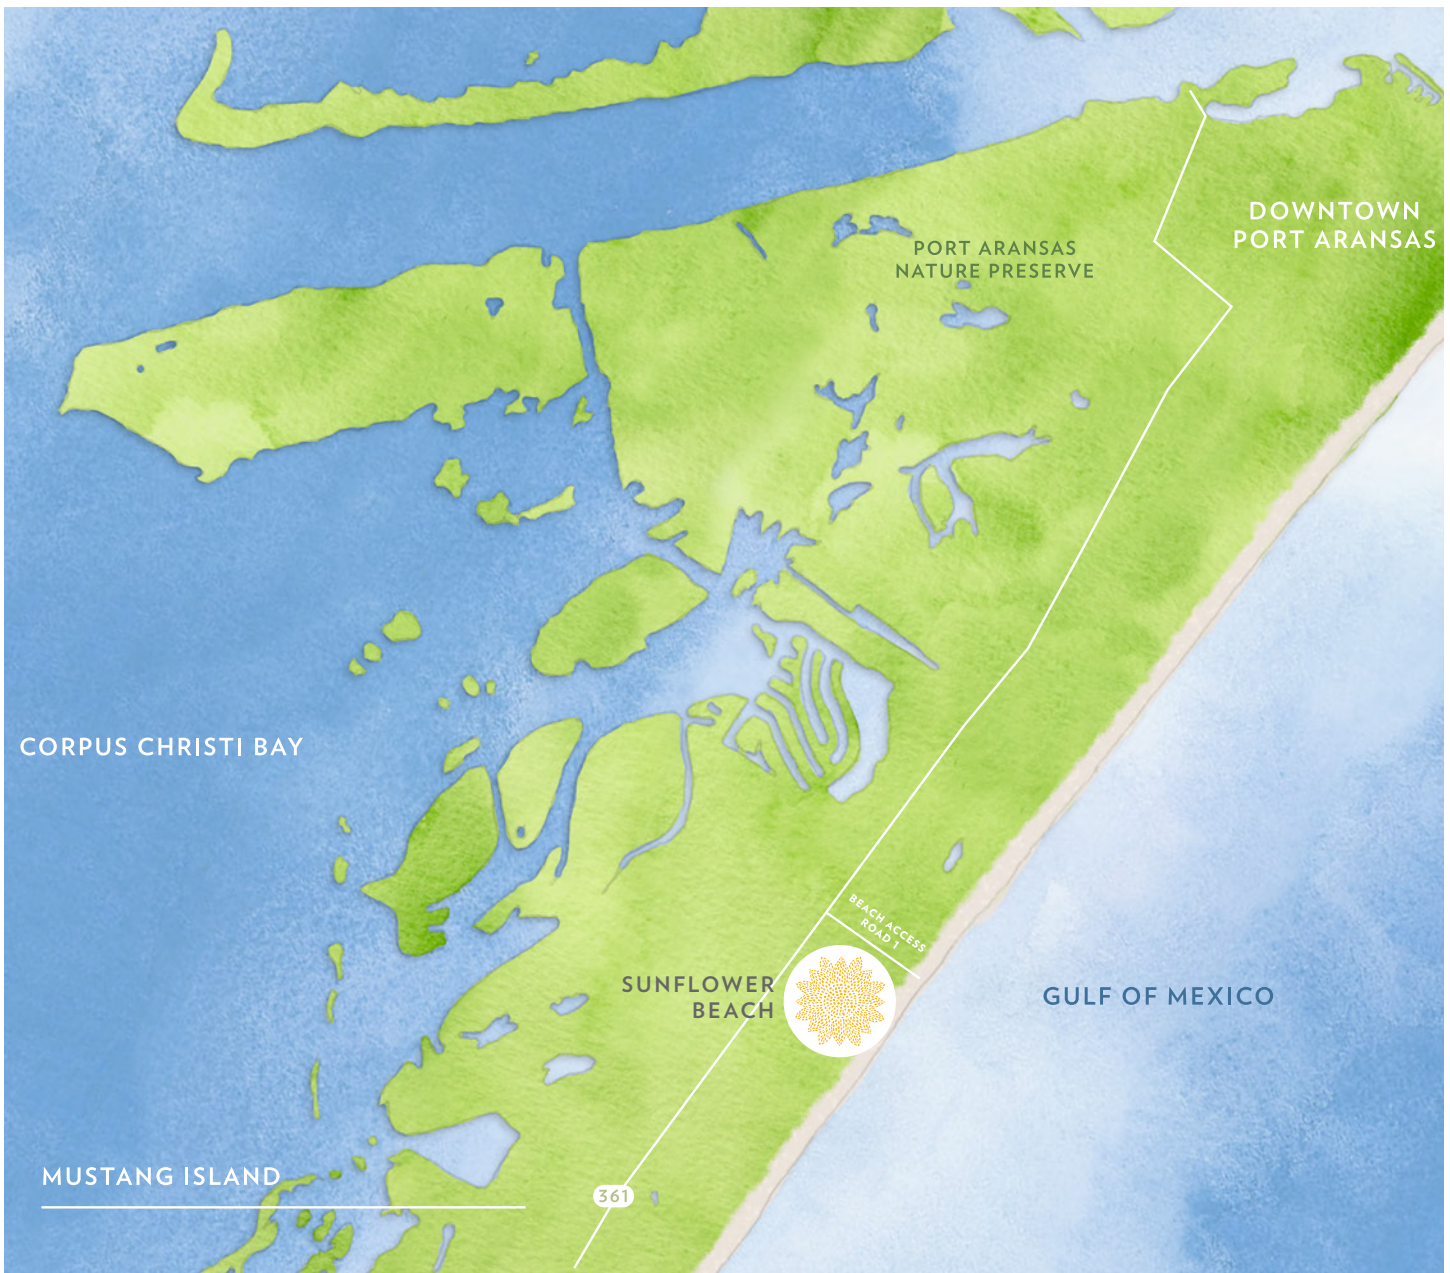 DOWNTOWN
PORT ARANSAS
PORT ARANSAS
NATURE PRESERVE
CORPUS CHRISTI BAY
BEACH ACCESS
ROAD 1
SUNFLOWER
BEACH
GULF OF MEXICO
MUSTANG ISLAND
361